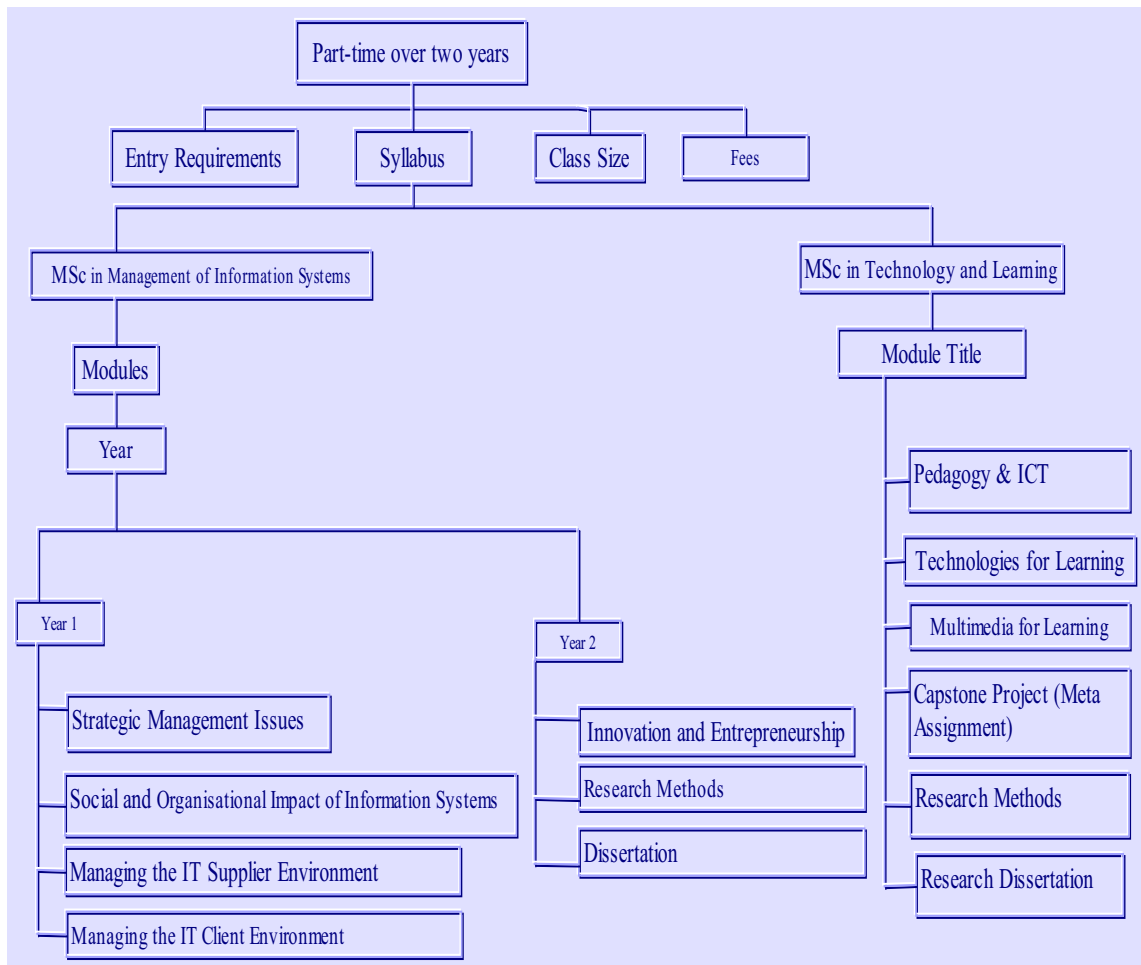 Part-time over two years
Entry Requirements
Syllabus
Class Size
Fees
MSc in Management of Information Systems
MSc in Technology and Learning
Modules
Module Title
Year
Year 1
Strategic Management Issues
Social and Organisational Impact of Information Systems
Managing the IT Supplier Environment
Managing the IT Client Environment
Year 2
Innovation and Entrepreneurship
Research Methods
Dissertation
Pedagogy & ICT
Technologies for Learning
Multimedia for Learning
Capstone Project (Meta
Assignment)
Research Methods
Research Dissertation